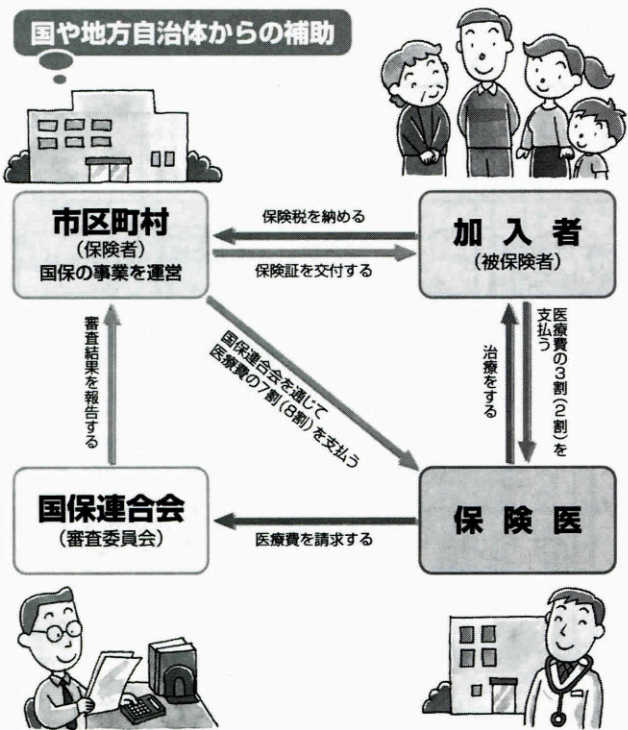 国や地方自治体からの補助
市区町村
(保険者)
国保の事業を運営
保険税を納める
保険証を交付する
加入者
(被保険者)
審査結果を報告する
国保連合会を通じて
医療費の7割(8割)を支払う
治療をする
医療費の3割(2割)を
支払う
国保連合会
(審査委員会)
医療費を請求する
保険医